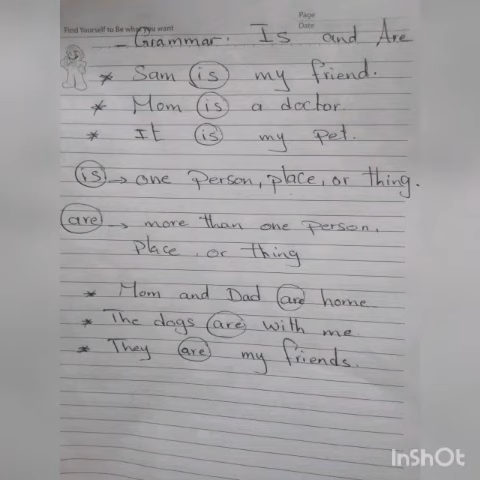 Find Yourself to Be what you want
Page
Date
- Grammar. Is and Are
* Sam is my friend.
* Mom is a doctor.
* It is my pet.
is → one person, place, or thing.
are → more than one person,
place, or thing
* Mom and Dad are home
* The dogs are with me
* They are my friends.
InShOt